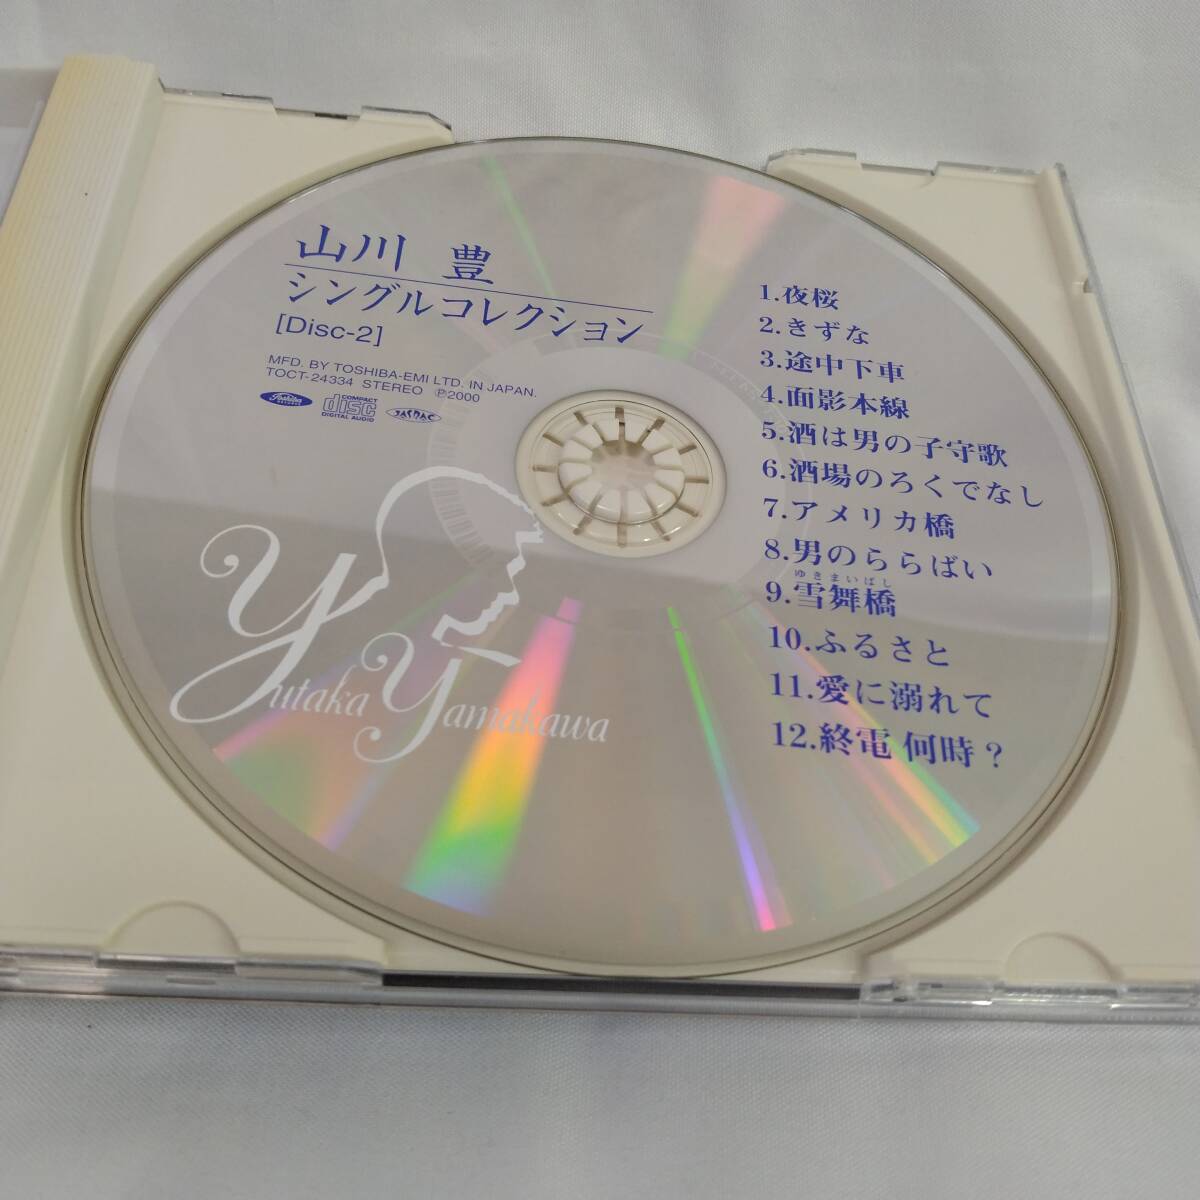 山川 豊
シングルコレクション
[Disc-2]
MFD. BY TOSHIBA-EMI LTD. IN JAPAN.
TOCT-24334 STEREO ℗2000
Toshiba
COMPACT
disc
DIGITAL AUDIO
JASRAC
1.夜桜
2.きずな
3.途中下車
4.面影本線
5.酒は男の子守歌
6.酒場のろくでなし
7.アメリカ橋
8.男のららばい
ゆきまいばし
9.雪舞橋
10.ふるさと
11.愛に溺れて
12.終電 何時?
Yutaka Yamakawa